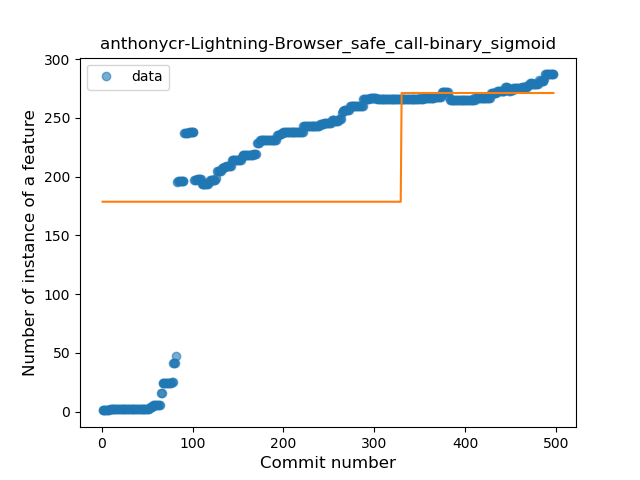 anthonycr-Lightning-Browser_safe_call-binary_sigmoid
data
Number of instance of a feature
300
250
200
150
100
50
0
0 100 200 300 400 500
Commit number